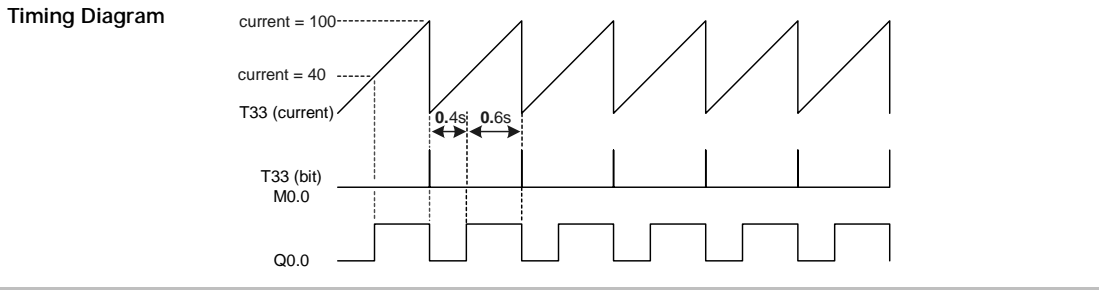 Timing Diagram
current = 100
current = 40
T33 (current)
0.4s 0.6s
T33 (bit)
M0.0
Q0.0